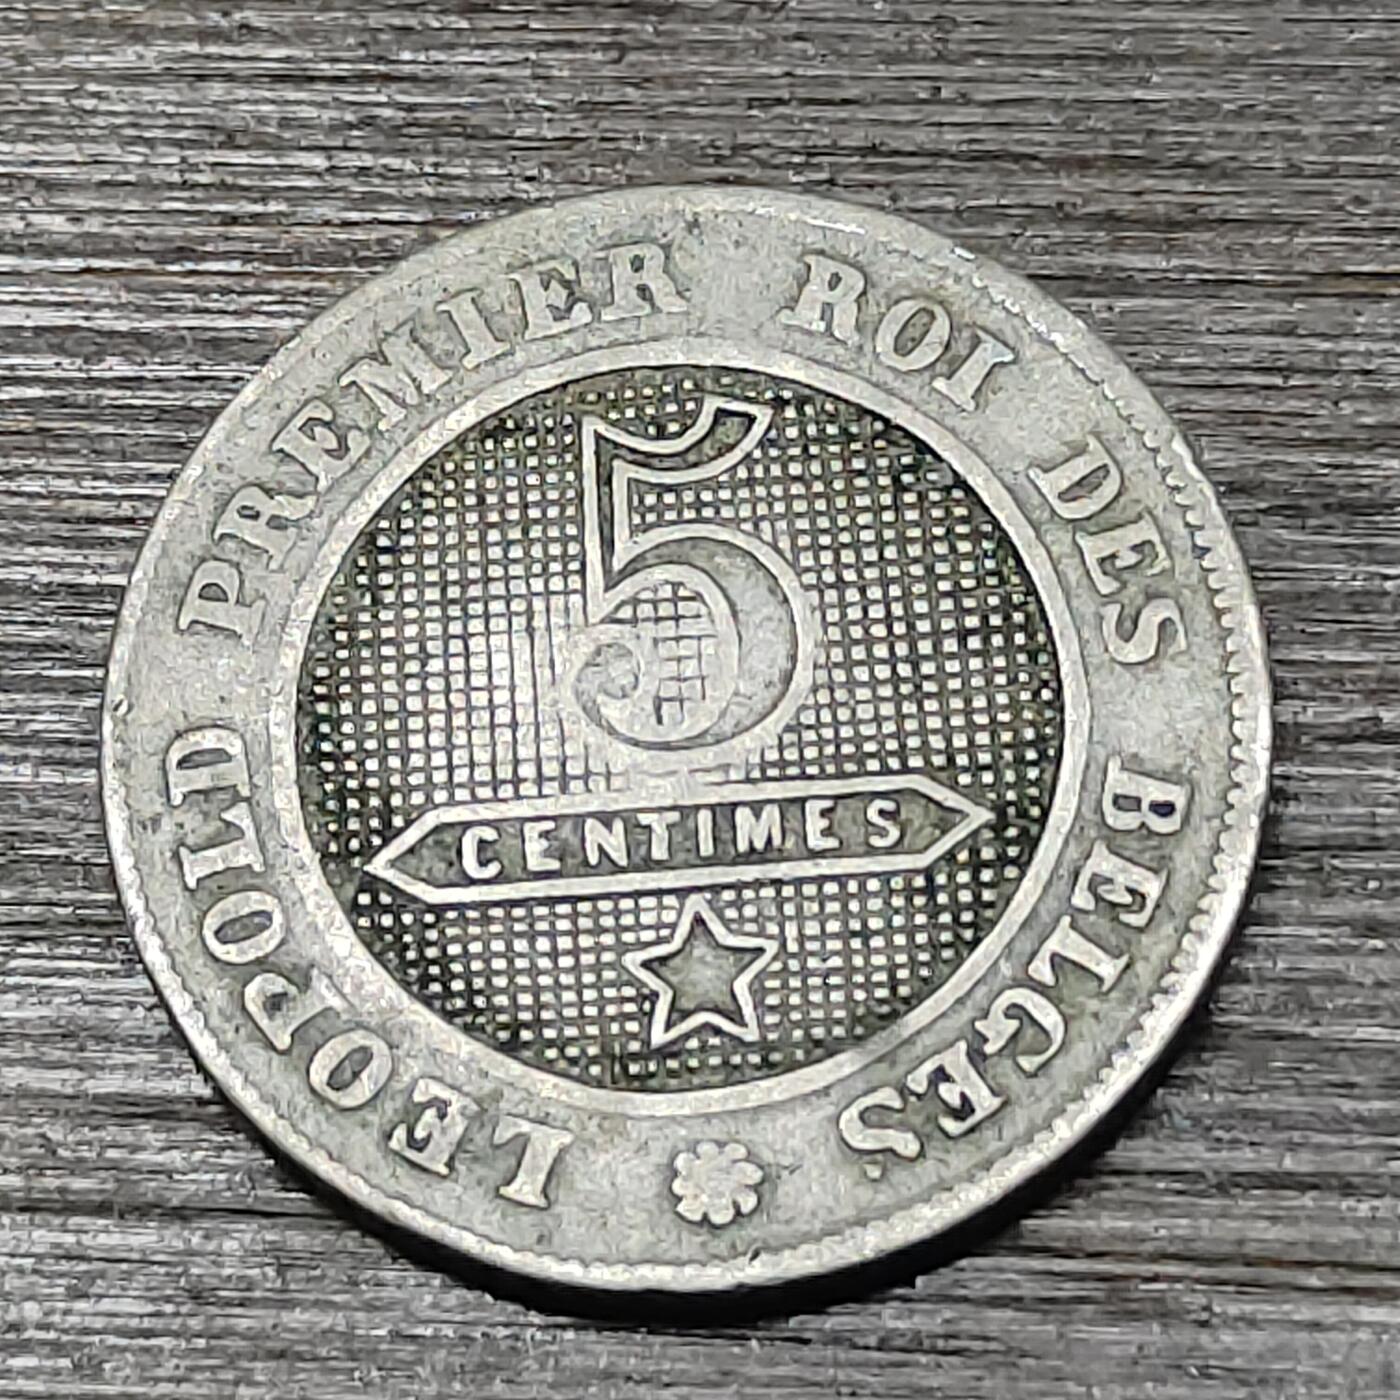 LEOPOLD PREMIER ROI DES BELGES
5
CENTIMES